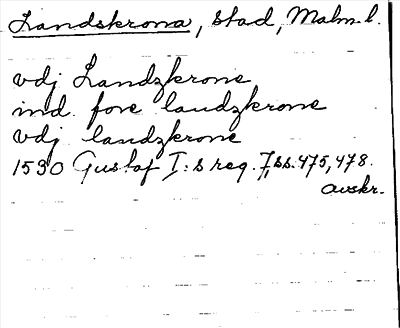 Landskrona, Stad, Malm. l.
vdj Landzkrone
ind. fore landzkrone
vdj landzkrone
1530 Gustaf I:s reg. 7, ss. 475, 478.
avskr.